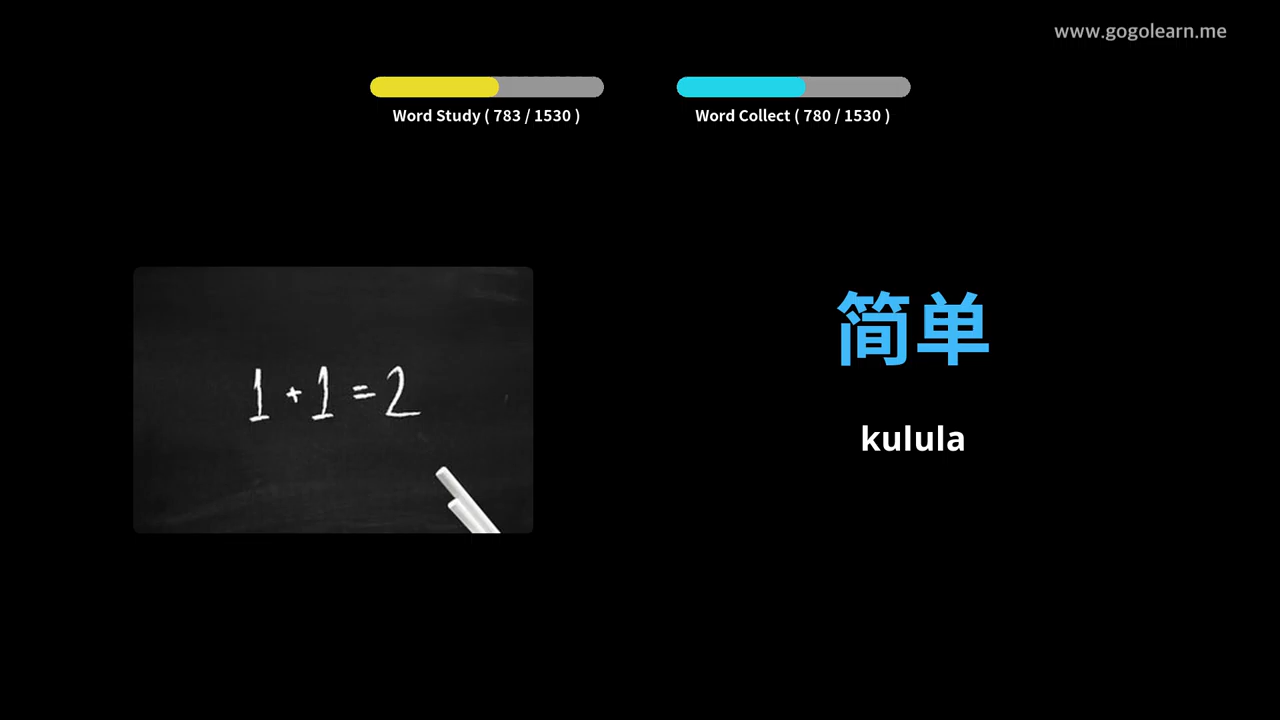 www.gogolearn.me
Word Study ( 783 / 1530 )
Word Collect ( 780 / 1530 )
1 + 1 = 2
简单
kulula